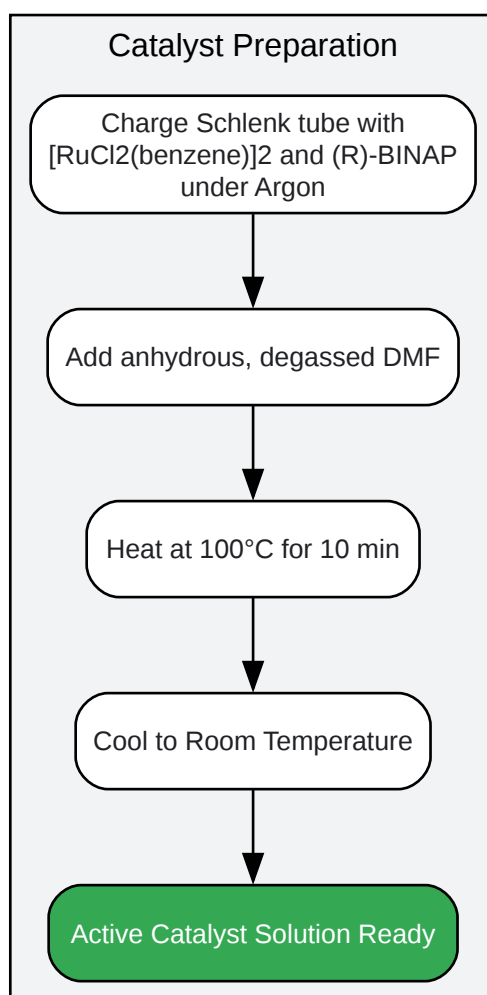 Catalyst Preparation
Charge Schlenk tube with
[RuCl2(benzene)]2 and (R)-BINAP
under Argon
Add anhydrous, degassed DMF
Heat at 100°C for 10 min
Cool to Room Temperature
Active Catalyst Solution Ready